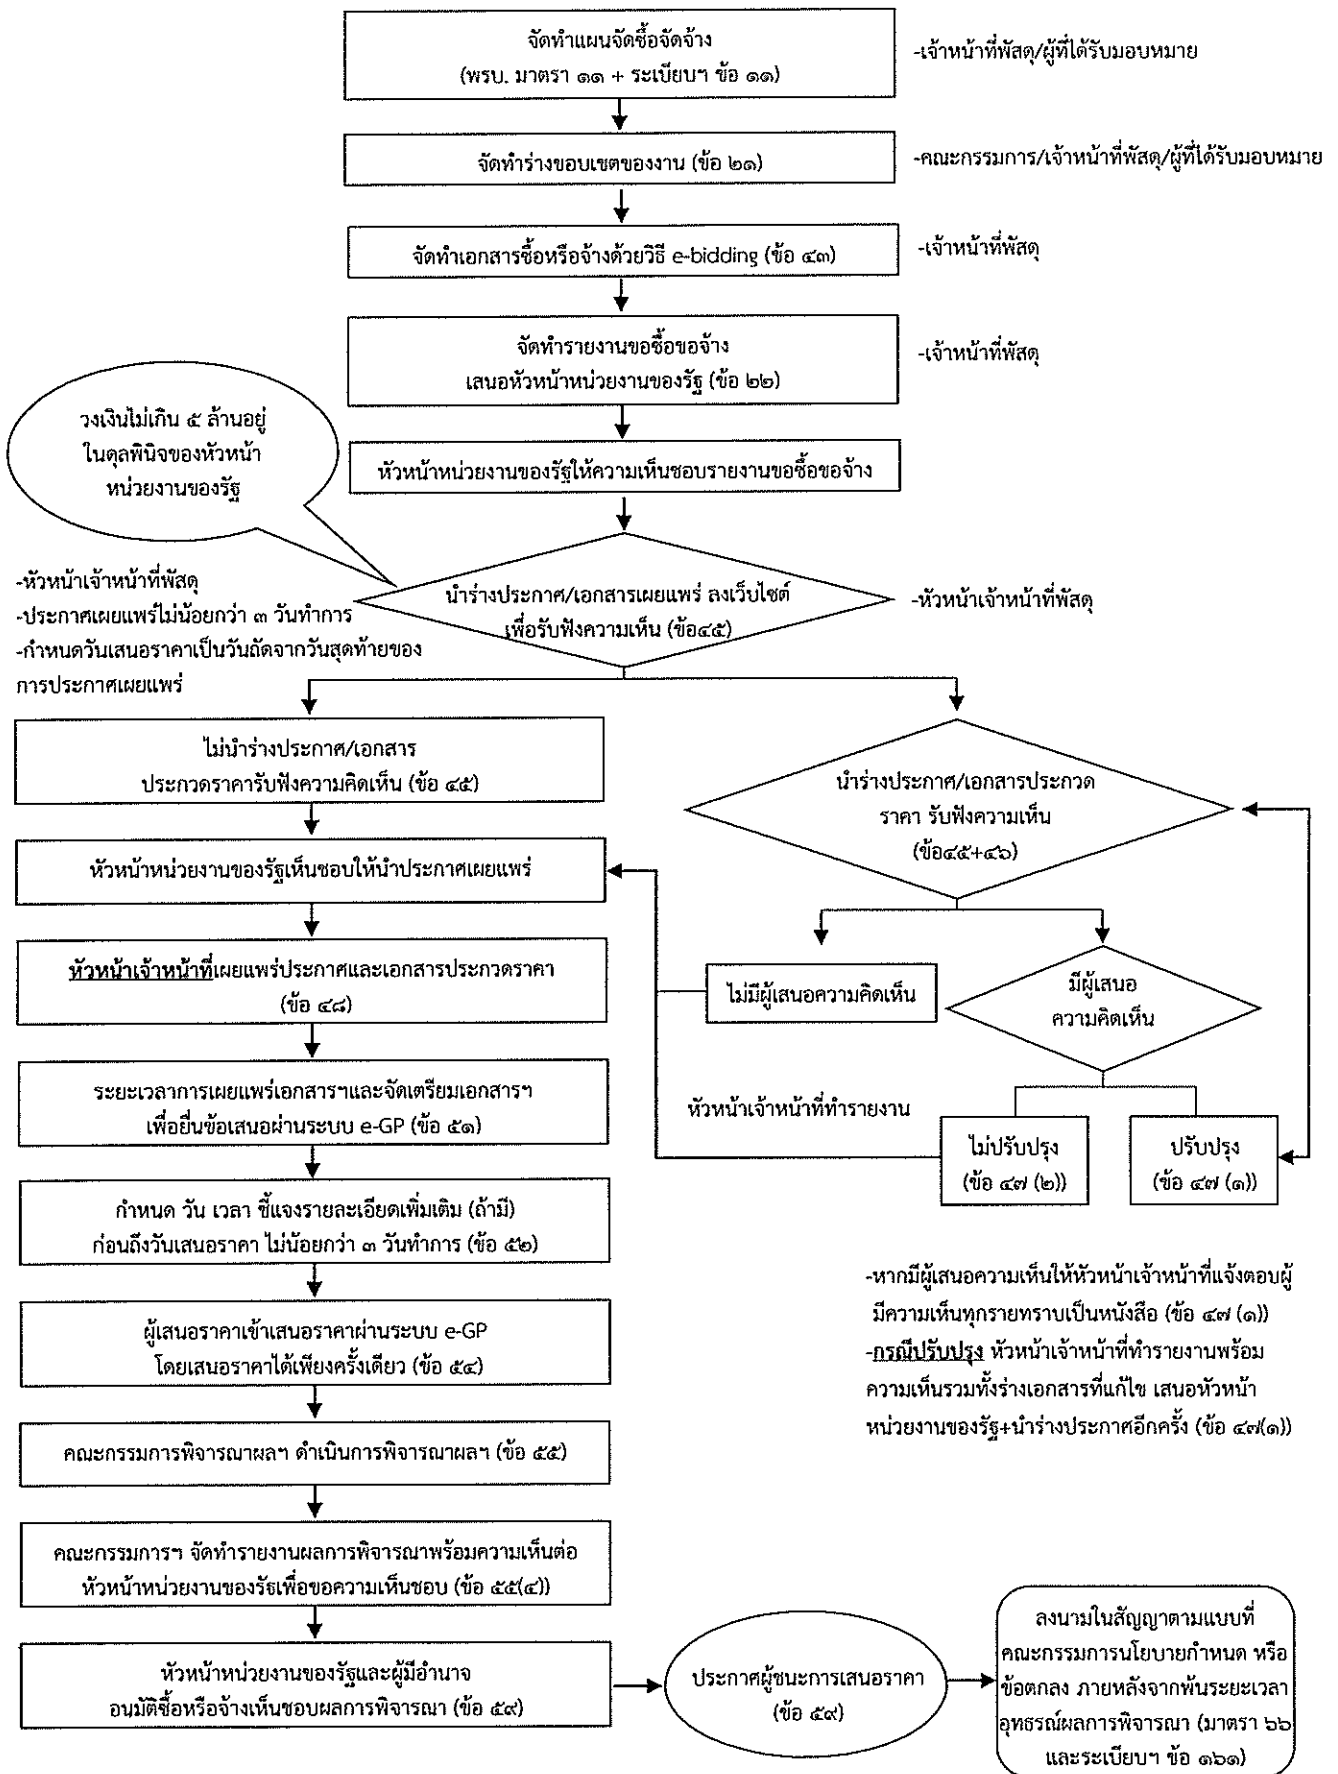 จัดทำแผนจัดซื้อจัดจ้าง
(พรบ. มาตรา ๑๑ + ระเบียบฯ ข้อ ๑๑)
-เจ้าหน้าที่พัสดุ/ผู้ที่ได้รับมอบหมาย
จัดทำร่างขอบเขตของงาน (ข้อ ๒๑)
-คณะกรรมการ/เจ้าหน้าที่พัสดุ/ผู้ที่ได้รับมอบหมาย
จัดทำเอกสารซื้อหรือจ้างด้วยวิธี e-bidding (ข้อ ๔๓)
-เจ้าหน้าที่พัสดุ
จัดทำรายงานขอซื้อขอจ้าง
เสนอหัวหน้าหน่วยงานของรัฐ (ข้อ ๒๒)
-เจ้าหน้าที่พัสดุ
วงเงินไม่เกิน ๕ ล้านอยู่
ในดุลพินิจของหัวหน้า
หน่วยงานของรัฐ
หัวหน้าหน่วยงานของรัฐให้ความเห็นชอบรายงานขอซื้อขอจ้าง
-หัวหน้าเจ้าหน้าที่พัสดุ
-ประกาศเผยแพร่ไม่น้อยกว่า ๓ วันทำการ
-กำหนดวันเสนอราคาเป็นวันถัดจากวันสุดท้ายของ
การประกาศเผยแพร่
นำร่างประกาศ/เอกสารเผยแพร่ ลงเว็บไซต์
เพื่อรับฟังความเห็น (ข้อ๔๕)
-หัวหน้าเจ้าหน้าที่พัสดุ
ไม่นำร่างประกาศ/เอกสาร
ประกวดราคารับฟังความคิดเห็น (ข้อ ๔๕)
นำร่างประกาศ/เอกสารประกวด
ราคา รับฟังความเห็น
(ข้อ๔๕+๔๖)
หัวหน้าหน่วยงานของรัฐเห็นชอบให้นำประกาศเผยแพร่
หัวหน้าเจ้าหน้าที่เผยแพร่ประกาศและเอกสารประกวดราคา
(ข้อ ๔๘)
ไม่มีผู้เสนอความคิดเห็น
มีผู้เสนอ
ความคิดเห็น
ระยะเวลาการเผยแพร่เอกสารฯและจัดเตรียมเอกสารฯ
เพื่อยื่นข้อเสนอผ่านระบบ e-GP (ข้อ ๕๑)
หัวหน้าเจ้าหน้าที่ทำรายงาน
ไม่ปรับปรุง
(ข้อ ๔๗ (๒))
ปรับปรุง
(ข้อ ๔๗ (๑))
กำหนด วัน เวลา ชี้แจงรายละเอียดเพิ่มเติม (ถ้ามี)
ก่อนถึงวันเสนอราคา ไม่น้อยกว่า ๓ วันทำการ (ข้อ ๕๒)
-หากมีผู้เสนอความเห็นให้หัวหน้าเจ้าหน้าที่แจ้งตอบผู้
มีความเห็นทุกรายทราบเป็นหนังสือ (ข้อ ๔๗ (๑))
-กรณีปรับปรุง หัวหน้าเจ้าหน้าที่ทำรายงานพร้อม
ความเห็นรวมทั้งร่างเอกสารที่แก้ไข เสนอหัวหน้า
หน่วยงานของรัฐ+นำร่างประกาศอีกครั้ง (ข้อ ๔๗(๑))
ผู้เสนอราคาเข้าเสนอราคาผ่านระบบ e-GP
โดยเสนอราคาได้เพียงครั้งเดียว (ข้อ ๕๔)
คณะกรรมการพิจารณาผลฯ ดำเนินการพิจารณาผลฯ (ข้อ ๕๕)
คณะกรรมการฯ จัดทำรายงานผลการพิจารณาพร้อมความเห็นต่อ
หัวหน้าหน่วยงานของรัฐเพื่อขอความเห็นชอบ (ข้อ ๕๕(๔))
หัวหน้าหน่วยงานของรัฐและผู้มีอำนาจ
อนุมัติซื้อหรือจ้างเห็นชอบผลการพิจารณา (ข้อ ๕๙)
ประกาศผู้ชนะการเสนอราคา
(ข้อ ๕๙)
ลงนามในสัญญาตามแบบที่
คณะกรรมการนโยบายกำหนด หรือ
ข้อตกลง ภายหลังจากพ้นระยะเวลา
อุทธรณ์ผลการพิจารณา (มาตรา ๖๖
และระเบียบฯ ข้อ ๑๖๑)